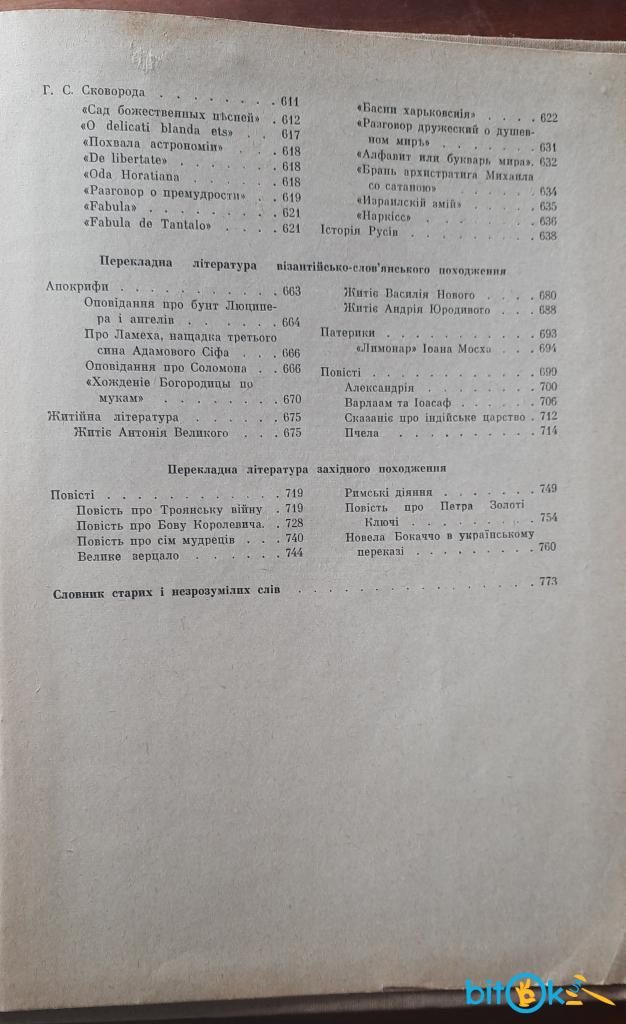 Г. С. Сковорода . . . . . . . . 611
«Сад божественных пѣсней» . 612
«O delicati blanda ets» . . 617
«Похвала астрономіи» . . . 618
«De libertate» . . . . . . 618
«Oda Horatiana . . . . . 618
«Разговор о премудрости» . . 619
«Fabula» . . . . . . . . 621
«Fabula de Tantalo» . . . . 621
«Басни харьковскія» . . . . 622
«Разговор дружеский о душев-
ном мирѣ» . . . . . . 631
«Алфавит или букварь мира». 632
«Брань архистратига Михаила
со сатаною» . . . . . . 634
«Израилскій змій» . . . . 635
«Наркісс» . . . . . . . 636
Історія Русів . . . . . . . . 638
Перекладна література візантійсько-слов'янського походження
Апокрифи . . . . . . . . . . 663
Оповідання про бунт Люципе-
ра і ангелів . . . . . . 664
Про Ламеха, нащадка третього
сина Адамового Сіфа . . . 666
Оповідання про Соломона . . 666
«Хожденіе Богородицы по
мукам» . . . . . . . . 670
Житійна література . . . . . . 675
Житіє Антонія Великого . . . 675
Житіє Василія Нового . . . . 680
Житіє Андрія Юродивого . . . 688
Патерики . . . . . . . . . . 693
«Лимонар» Іоана Мосха . . . 694
Повісті . . . . . . . . . . . 699
Александрія . . . . . . . 700
Варлаам та Іоасаф . . . . . 706
Сказаніє про індійське царство . 712
Пчела . . . . . . . . . 714
Перекладна література західного походження
Повісті . . . . . . . . . . . . 719
Повість про Троянську війну . 719
Повість про Бову Королевича. . 728
Повість про сім мудреців . . . 740
Велике верцало . . . . . . 744
Римські діяння . . . . . . . 749
Повість про Петра Золоті
Ключі . . . . . . . . 754
Новела Бокаччо в українському
переказі . . . . . . . . 760
Словник старих і незрозумілих слів . . . . . . . . . . . . . . 773
bitOk